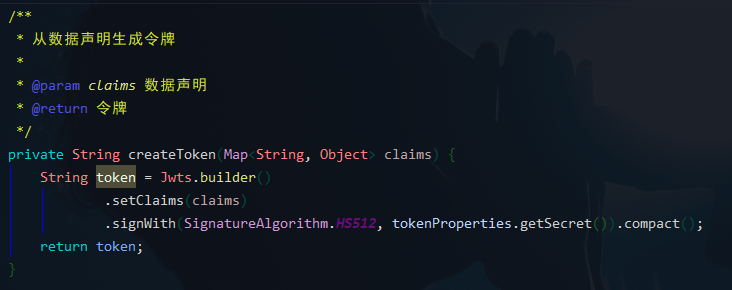 /**
 * 从数据声明生成令牌
 *
 * @param claims 数据声明
 * @return 令牌
 */
private String createToken(Map<String, Object> claims) {
    String token = Jwts.builder()
            .setClaims(claims)
            .signWith(SignatureAlgorithm.HS512, tokenProperties.getSecret()).compact();
    return token;
}